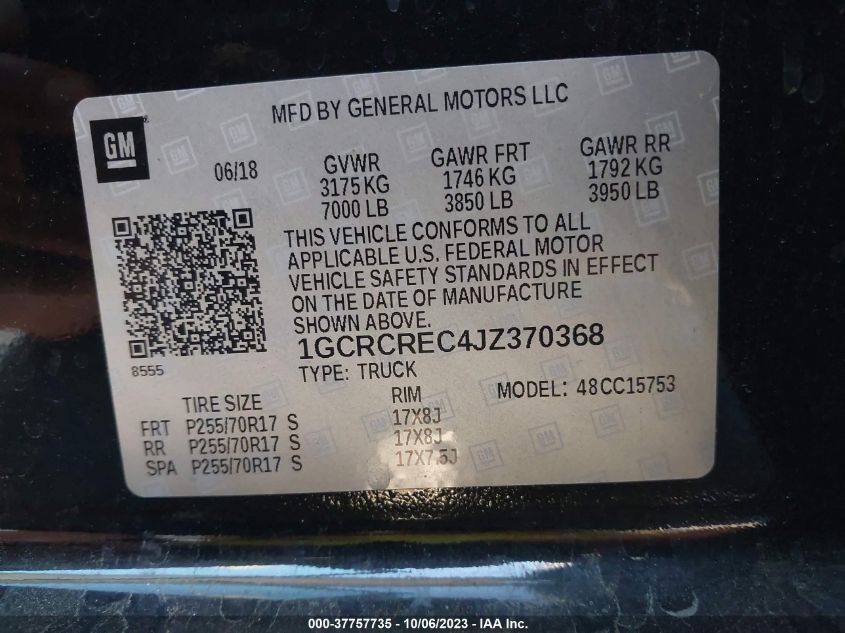 MFD BY GENERAL MOTORS LLC
GM
06/18
GVWR GAWR FRT GAWR RR
3175 KG 1746 KG 1792 KG
7000 LB 3850 LB 3950 LB
THIS VEHICLE CONFORMS TO ALL
APPLICABLE U.S. FEDERAL MOTOR
VEHICLE SAFETY STANDARDS IN EFFECT
ON THE DATE OF MANUFACTURE
SHOWN ABOVE.
8555
1GCRCREC4JZ370368
TYPE: TRUCK
MODEL: 48CC15753
TIRE SIZE RIM
FRT P255/70R17 S 17X8J
RR P255/70R17 S 17X8J
SPA P255/70R17 S 17X7.5J
000-37757735 - 10/06/2023 - IAA Inc.